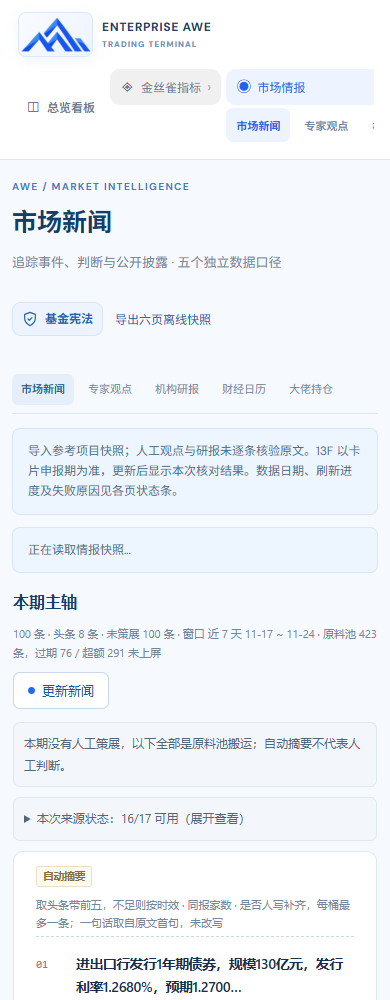 ENTERPRISE AWE
TRADING TERMINAL
总览看板
金丝雀指标 ›
市场情报
市场新闻 专家观点
AWE / MARKET INTELLIGENCE
市场新闻
追踪事件、判断与公开披露 · 五个独立数据口径
基金宪法 导出六页离线快照
市场新闻 专家观点 机构研报 财经日历 大佬持仓
导入参考项目快照；人工观点与研报未逐条核验原文。13F 以卡
片申报期为准，更新后显示本次核对结果。数据日期、刷新进
度及失败原因见各页状态条。
正在读取情报快照…
本期主轴
100 条 · 头条 8 条 · 未策展 100 条 · 窗口 近 7 天 11-17 ~ 11-24 · 原料池 423
条，过期 76 / 超额 291 未上屏
更新新闻
本期没有人工策展，以下全部是原料池搬运；自动摘要不代表人
工判断。
▶ 本次来源状态：16/17 可用（展开查看）
自动摘要
取头条带前五，不足则按时效 · 同报家数 · 是否人写补齐，每桶最
多一条；一句话取自原文首句，未改写
01 进出口行发行1年期债券，规模130亿元，发行
利率1.2680%，预期1.2700...